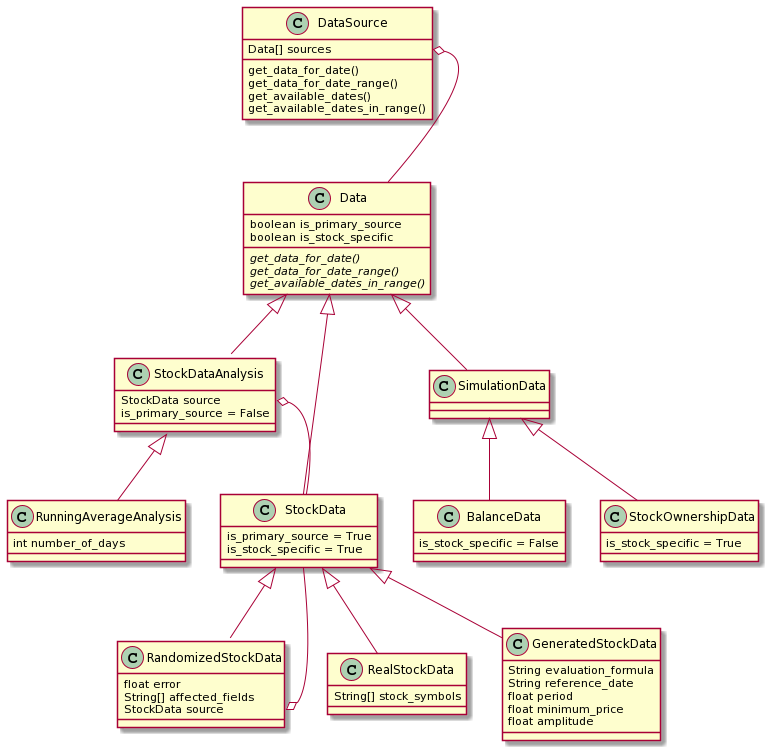 C DataSource
Data[] sources
get_data_for_date()
get_data_for_date_range()
get_available_dates()
get_available_dates_in_range()
C Data
boolean is_primary_source
boolean is_stock_specific
get_data_for_date()
get_data_for_date_range()
get_available_dates_in_range()
C StockDataAnalysis
StockData source
is_primary_source = False
C SimulationData
C RunningAverageAnalysis
int number_of_days
C StockData
is_primary_source = True
is_stock_specific = True
C BalanceData
is_stock_specific = False
C StockOwnershipData
is_stock_specific = True
C RandomizedStockData
float error
String[] affected_fields
StockData source
C RealStockData
String[] stock_symbols
C GeneratedStockData
String evaluation_formula
String reference_date
float period
float minimum_price
float amplitude